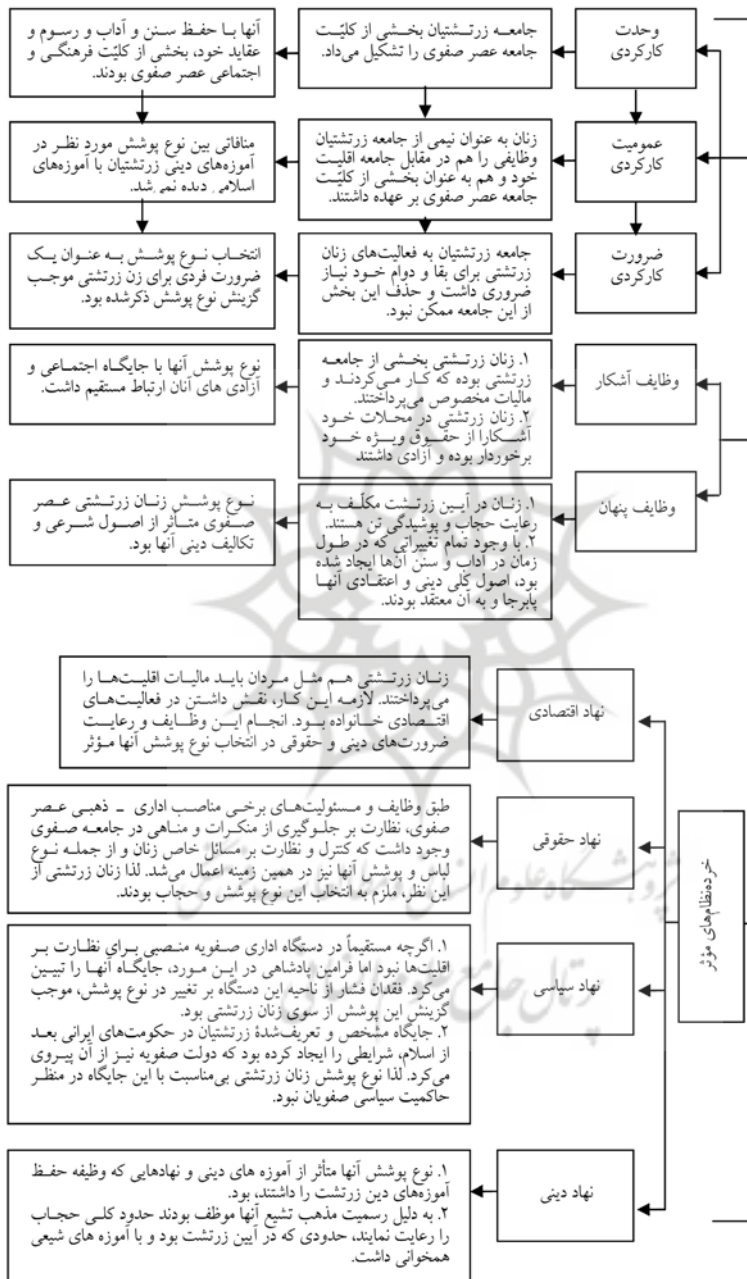 وحدت
کارکردی
جامعه زرتشتیان بخشی از کلیّت
جامعه عصر صفوی را تشکیل می‌داد.
آنها با حفظ سنن و آداب و رسوم و
عقاید خود، بخشی از کلیّت فرهنگی و
اجتماعی عصر صفوی بودند.
عمومیت
کارکردی
زنان به عنوان نیمی از جامعه زرتشتیان
وظایفی را هم در مقابل جامعه اقلیت
خود و هم به عنوان بخشی از کلیّت
جامعه عصر صفوی بر عهده داشتند.
منافاتی بین نوع پوشش مورد نظر در
آموزه‌های دینی زرتشتیان با آموزه‌های
اسلامی دیده نمی‌شد.
ضرورت
کارکردی
جامعه زرتشتیان به فعالیت‌های زنان
زرتشتی برای بقا و دوام خود نیاز
ضروری داشت و حذف این بخش
از این جامعه ممکن نبود.
انتخاب نوع پوشش به عنوان یک
ضرورت فردی برای زن زرتشتی موجب
گزینش نوع پوشش ذکرشده بود.
وظایف آشکار
۱. زنان زرتشتی بخشی از جامعه
زرتشتی بوده که کار می‌کردند و
مالیات مخصوص می‌پرداختند.
۲. زنان زرتشتی در محلات خود
آشکارا از حقوق ویژه خود
برخوردار بوده و آزادی داشتند
نوع پوشش آنها با جایگاه اجتماعی و
آزادی های آنان ارتباط مستقیم داشت.
وظایف پنهان
۱. زنان در آیین زرتشت مکلّف به
رعایت حجاب و پوشیدگی تن هستند.
۲. با وجود تمام تغییراتی که در طول
زمان در آداب و سنن آن‌ها ایجاد شده
بود، اصول کلی دینی و اعتقادی آنها
پابرجا و به آن معتقد بودند.
نوع پوشش زنان زرتشتی عصر
صفوی متأثر از اصول شرعی و
تکالیف دینی آنها بود.
خرده‌نظام‌های مؤثر
نهاد اقتصادی
زنان زرتشتی هم مثل مردان باید مالیات اقلیت‌ها را
می‌پرداختند. لازمه این کار، نقش داشتن در فعالیت‌های
اقتصادی خانواده بود. انجام این وظایف و رعایت
ضرورت‌های دینی و حقوقی در انتخاب نوع پوشش آنها مؤثر
نهاد حقوقی
طبق وظایف و مسئولیت‌های برخی مناصب اداری ـ ذهبی عصر
صفوی، نظارت بر جلوگیری از منکرات و مناهی در جامعه صفوی
وجود داشت که کنترل و نظارت بر مسائل خاص زنان و از جمله نوع
لباس و پوشش آنها نیز در همین زمینه اعمال می‌شد. لذا زنان زرتشتی از
این نظر، ملزم به انتخاب این نوع پوشش و حجاب بودند.
نهاد سیاسی
۱. اگرچه مستقیماً در دستگاه اداری صفویه منصبی برای نظارت بر
اقلیت‌ها نبود اما فرامین پادشاهی در این مورد، جایگاه آنها را تبیین
می‌کرد. فقدان فشار از ناحیه این دستگاه بر تغییر در نوع پوشش، موجب
گزینش این پوشش از سوی زنان زرتشتی بود.
۲. جایگاه مشخص و تعریف‌شدهٔ زرتشتیان در حکومت‌های ایرانی بعد
از اسلام، شرایطی را ایجاد کرده بود که دولت صفویه نیز از آن پیروی
می‌کرد. لذا نوع پوشش زنان زرتشتی بی‌مناسبت با این جایگاه در منظر
حاکمیت سیاسی صفویان نبود.
نهاد دینی
۱. نوع پوشش آنها متأثر از آموزه های دینی و نهادهایی که وظیفه حفظ
آموزه‌های دین زرتشت را داشتند، بود.
۲. به دلیل رسمیت مذهب تشیع آنها موظف بودند حدود کلی حجاب
را رعایت نمایند، حدودی که در آیین زرتشت بود و با آموزه های شیعی
همخوانی داشت.
پژوهشگاه علوم انسانی و مطالعات فرهنگی
پرتال جامع علوم انسانی